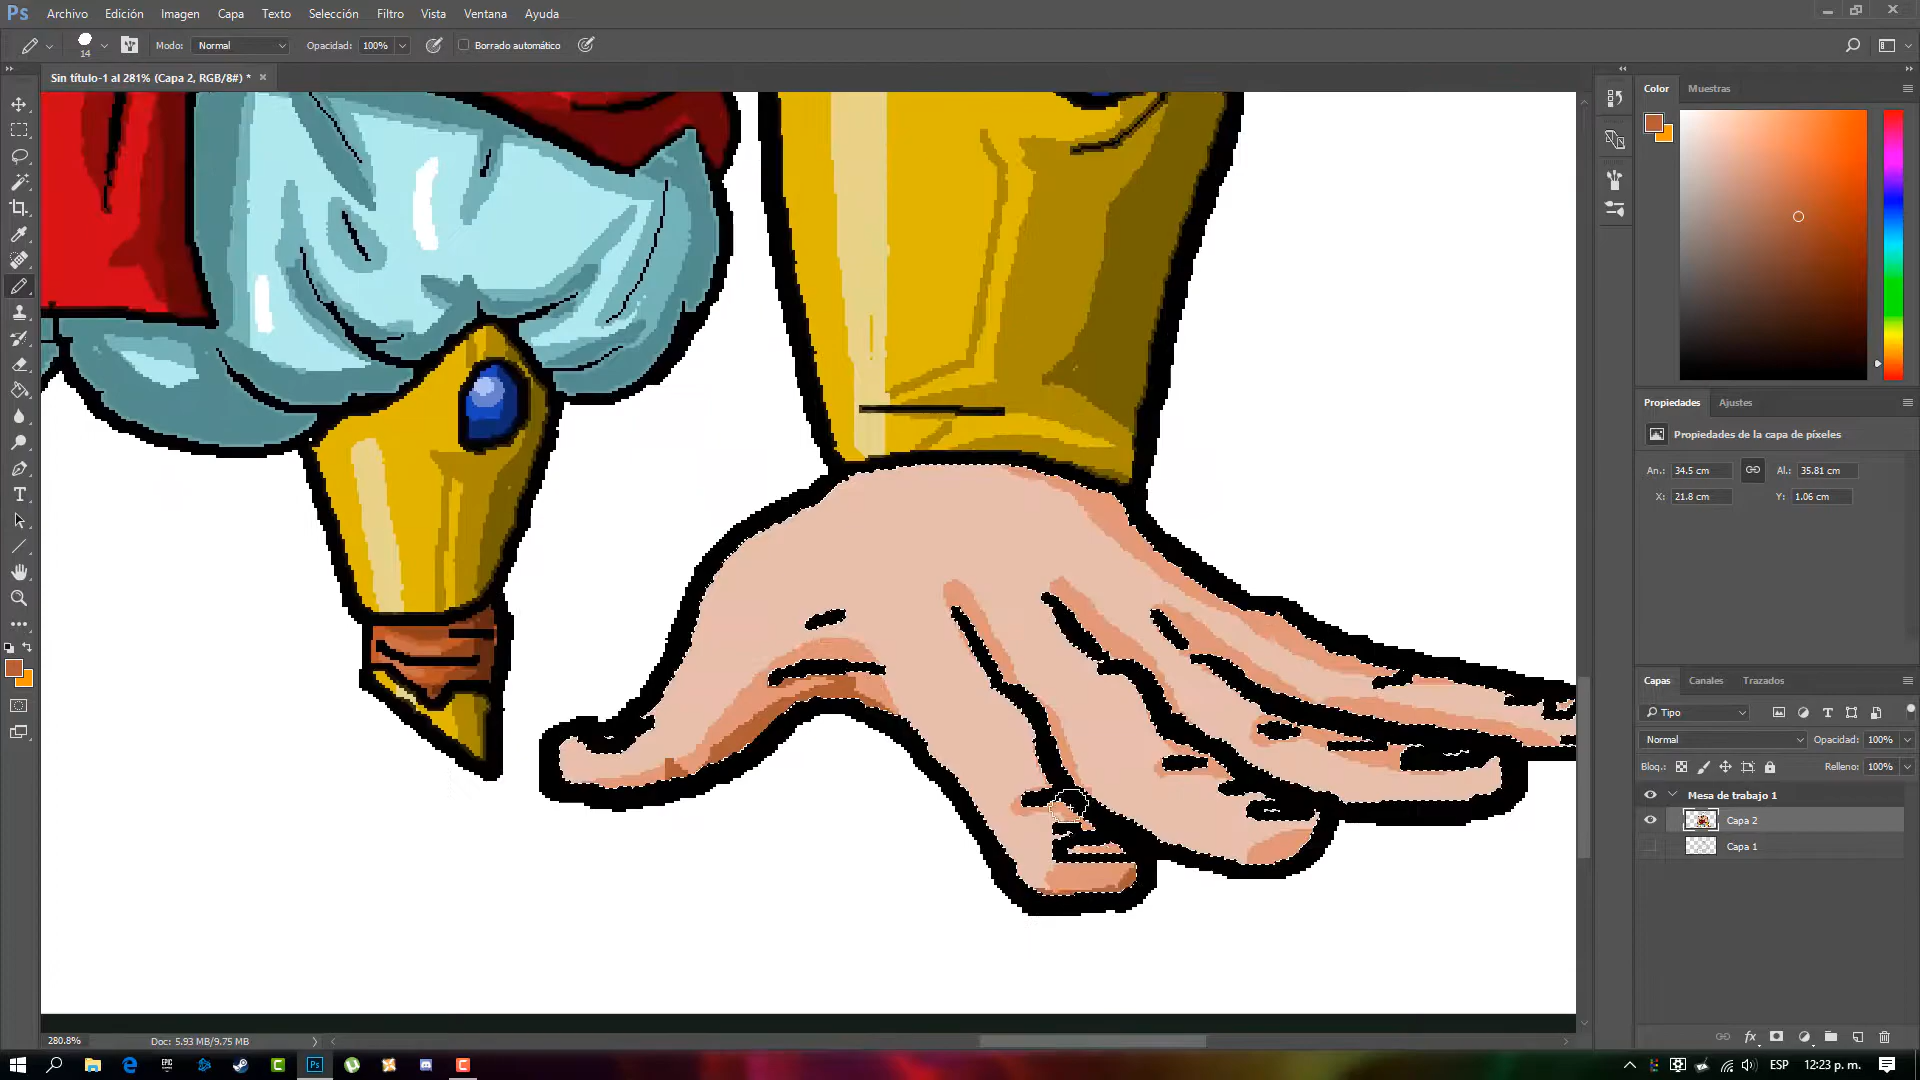 Ps Archivo Edición Imagen Capa Texto Selección Filtro Vista Ventana Ayuda
14 Modo: Normal Opacidad: 100% Borrado automático
Sin título-1 al 281% (Capa 2, RGB/8#) * ×
Color Muestras
Propiedades Ajustes
Propiedades de la capa de píxeles
An.: 34.5 cm Al.: 35.81 cm
X: 21.8 cm Y: 1.06 cm
Capas Canales Trazados
Tipo
Normal Opacidad: 100%
Bloq.: Relleno: 100%
Mesa de trabajo 1
Capa 2
Capa 1
fx
280.8% Doc: 5.93 MB/9.75 MB
EPIC Ps ESP 12:23 p. m.